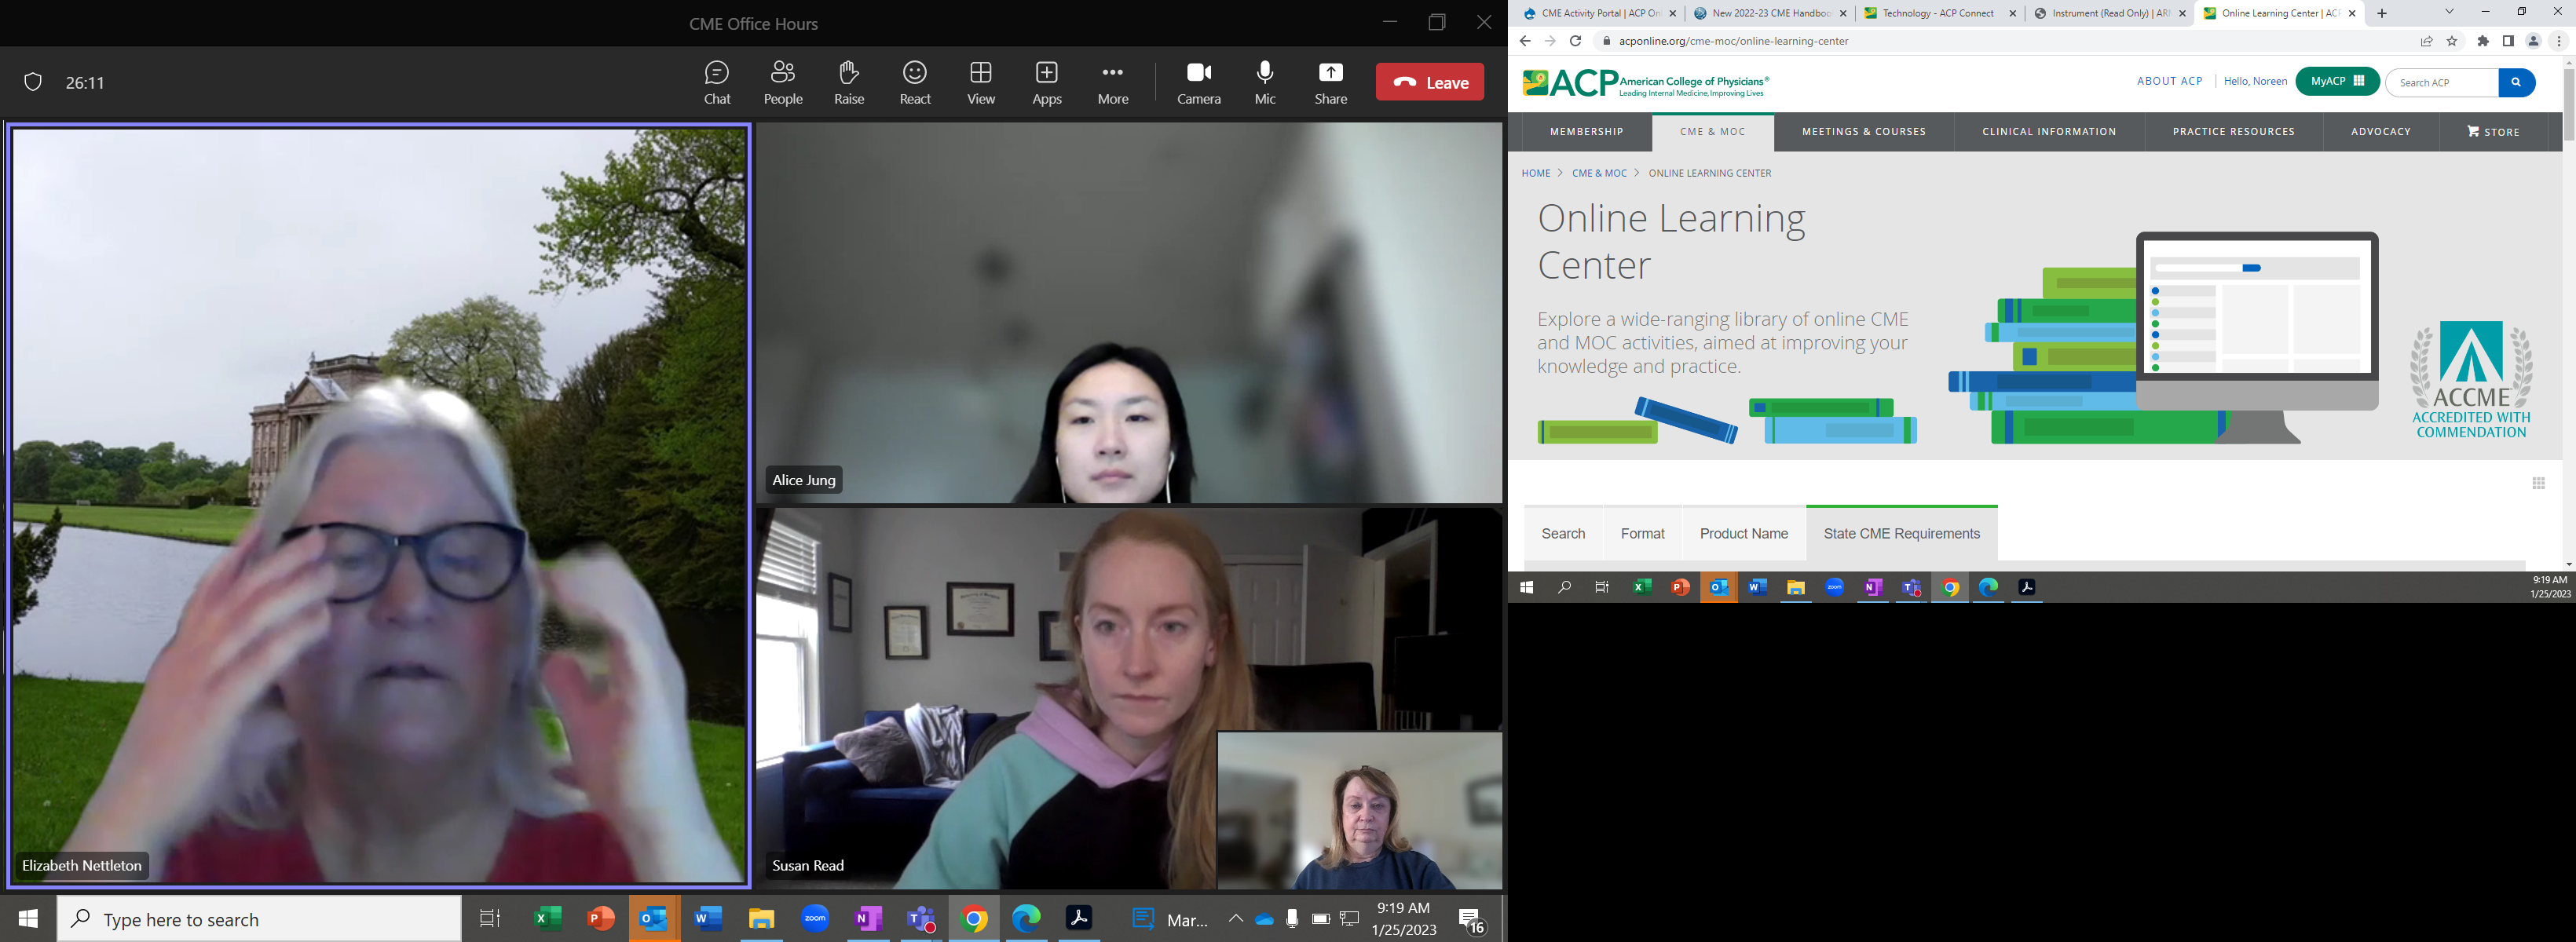 CME Office Hours
26:11
Chat
People
Raise
React
View
Apps
More
Camera
Mic
Share
Leave
Elizabeth Nettleton
Alice Jung
Susan Read
Type here to search
zoom
Mar...
9:19 AM
1/25/2023
16
CME Activity Portal | ACP On
New 2022-23 CME Handboo
Technology - ACP Connect
Instrument (Read Only) | AR
Online Learning Center | AC
acponline.org/cme-moc/online-learning-center
ACP American College of Physicians®
Leading Internal Medicine, Improving Lives
ABOUT ACP
Hello, Noreen
MyACP
Search ACP
MEMBERSHIP
CME & MOC
MEETINGS & COURSES
CLINICAL INFORMATION
PRACTICE RESOURCES
ADVOCACY
STORE
HOME > CME & MOC > ONLINE LEARNING CENTER
Online Learning
Center
Explore a wide-ranging library of online CME
and MOC activities, aimed at improving your
knowledge and practice.
ACCME
ACCREDITED WITH
COMMENDATION
Search
Format
Product Name
State CME Requirements
zoom
9:19 AM
1/25/2023